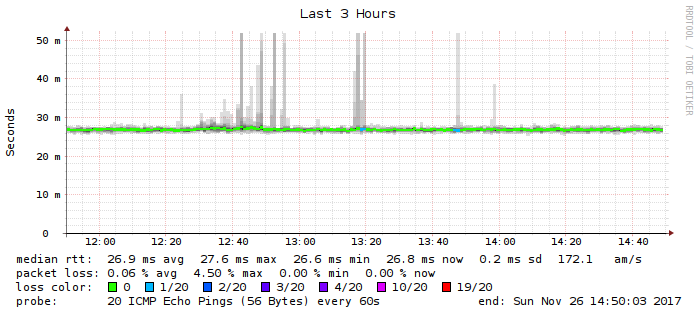 Last 3 Hours
RRDTOOL / TOBI OETIKER
Seconds
50 m
40 m
30 m
20 m
10 m
0
12:00 12:20 12:40 13:00 13:20 13:40 14:00 14:20 14:40
median rtt: 26.9 ms avg 27.6 ms max 26.6 ms min 26.8 ms now 0.2 ms sd 172.1 am/s
packet loss: 0.06 % avg 4.50 % max 0.00 % min 0.00 % now
loss color: 0 1/20 2/20 3/20 4/20 10/20 19/20
probe: 20 ICMP Echo Pings (56 Bytes) every 60s end: Sun Nov 26 14:50:03 2017